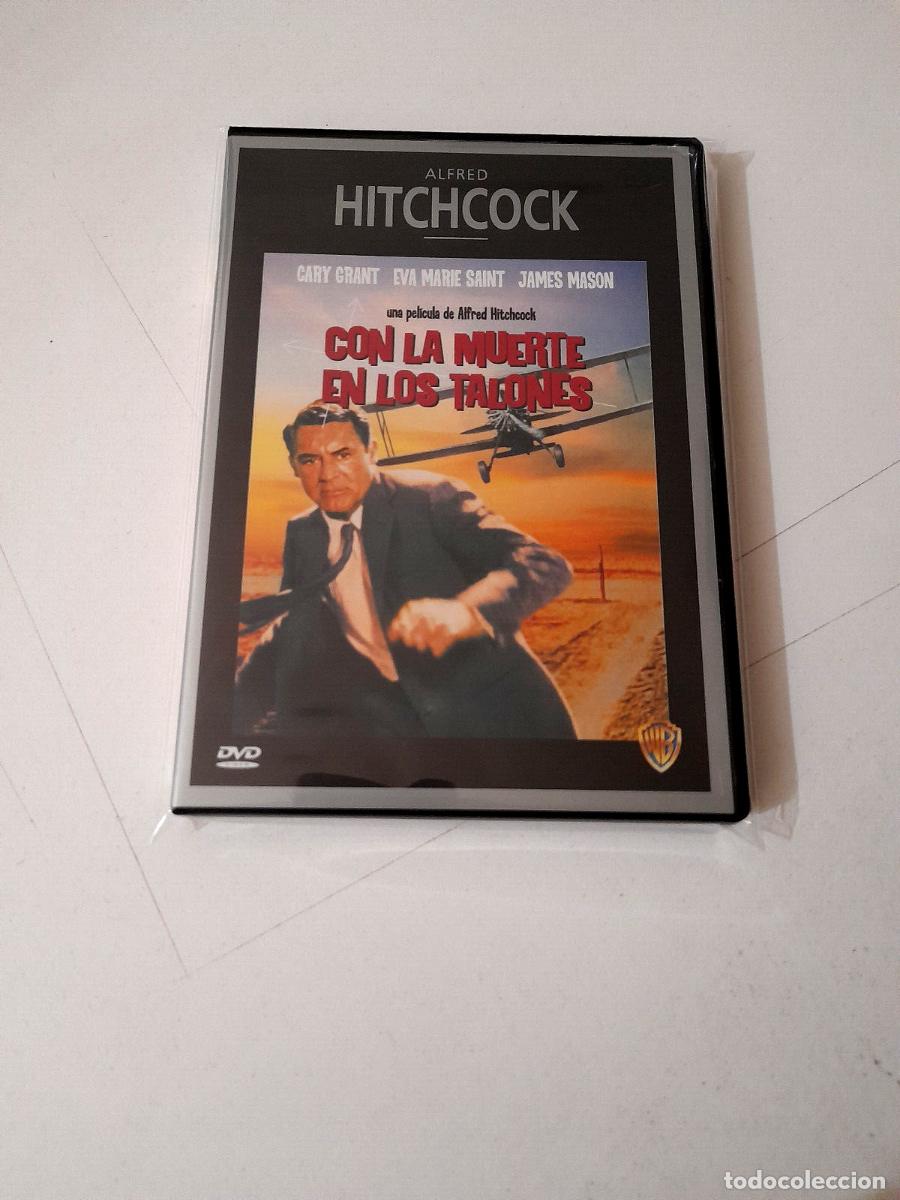 ALFRED
HITCHCOCK
CARY GRANT EVA MARIE SAINT JAMES MASON
una película de Alfred Hitchcock
CON LA MUERTE
EN LOS TALONES
DVD
WB
todocoleccion